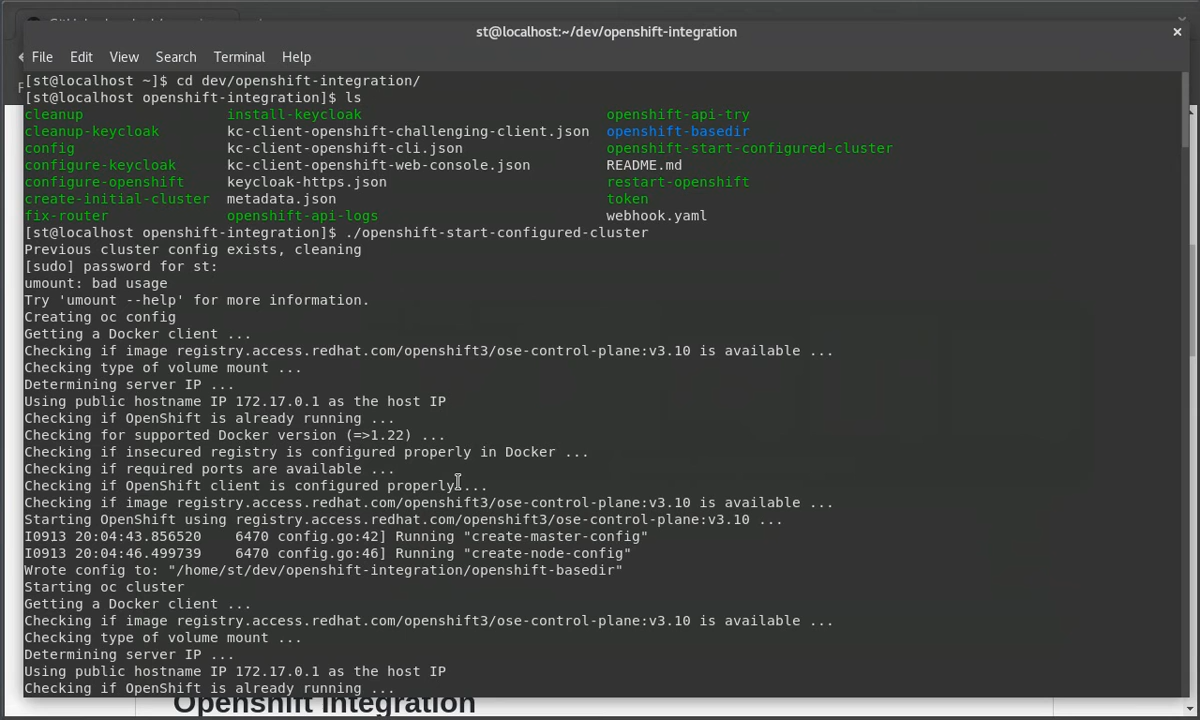 st@localhost:~/dev/openshift-integration
File Edit View Search Terminal Help
[st@localhost ~]$ cd dev/openshift-integration/
[st@localhost openshift-integration]$ ls
cleanup install-keycloak openshift-api-try
cleanup-keycloak kc-client-openshift-challenging-client.json openshift-basedir
config kc-client-openshift-cli.json openshift-start-configured-cluster
configure-keycloak kc-client-openshift-web-console.json README.md
configure-openshift keycloak-https.json restart-openshift
create-initial-cluster metadata.json token
fix-router openshift-api-logs webhook.yaml
[st@localhost openshift-integration]$ ./openshift-start-configured-cluster
Previous cluster config exists, cleaning
[sudo] password for st:
umount: bad usage
Try 'umount --help' for more information.
Creating oc config
Getting a Docker client ...
Checking if image registry.access.redhat.com/openshift3/ose-control-plane:v3.10 is available ...
Checking type of volume mount ...
Determining server IP ...
Using public hostname IP 172.17.0.1 as the host IP
Checking if OpenShift is already running ...
Checking for supported Docker version (=>1.22) ...
Checking if insecured registry is configured properly in Docker ...
Checking if required ports are available ...
Checking if OpenShift client is configured properly ...
Checking if image registry.access.redhat.com/openshift3/ose-control-plane:v3.10 is available ...
Starting OpenShift using registry.access.redhat.com/openshift3/ose-control-plane:v3.10 ...
I0913 20:04:43.856520    6470 config.go:42] Running "create-master-config"
I0913 20:04:46.499739    6470 config.go:46] Running "create-node-config"
Wrote config to: "/home/st/dev/openshift-integration/openshift-basedir"
Starting oc cluster
Getting a Docker client ...
Checking if image registry.access.redhat.com/openshift3/ose-control-plane:v3.10 is available ...
Checking type of volume mount ...
Determining server IP ...
Using public hostname IP 172.17.0.1 as the host IP
Checking if OpenShift is already running ...
Openshift Integration